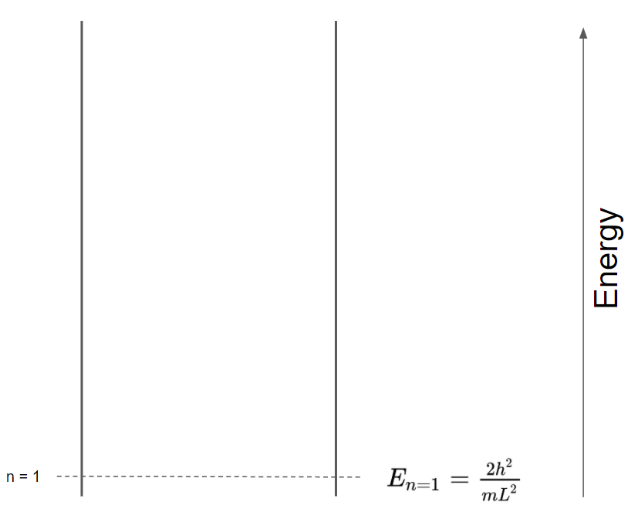 n = 1
E_{n=1} = \frac{2h^2}{mL^2}
Energy